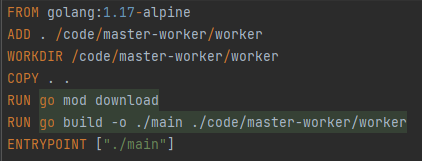 FROM golang:1.17-alpine
ADD . /code/master-worker/worker
WORKDIR /code/master-worker/worker
COPY . .
RUN go mod download
RUN go build -o ./main ./code/master-worker/worker
ENTRYPOINT ["./main"]